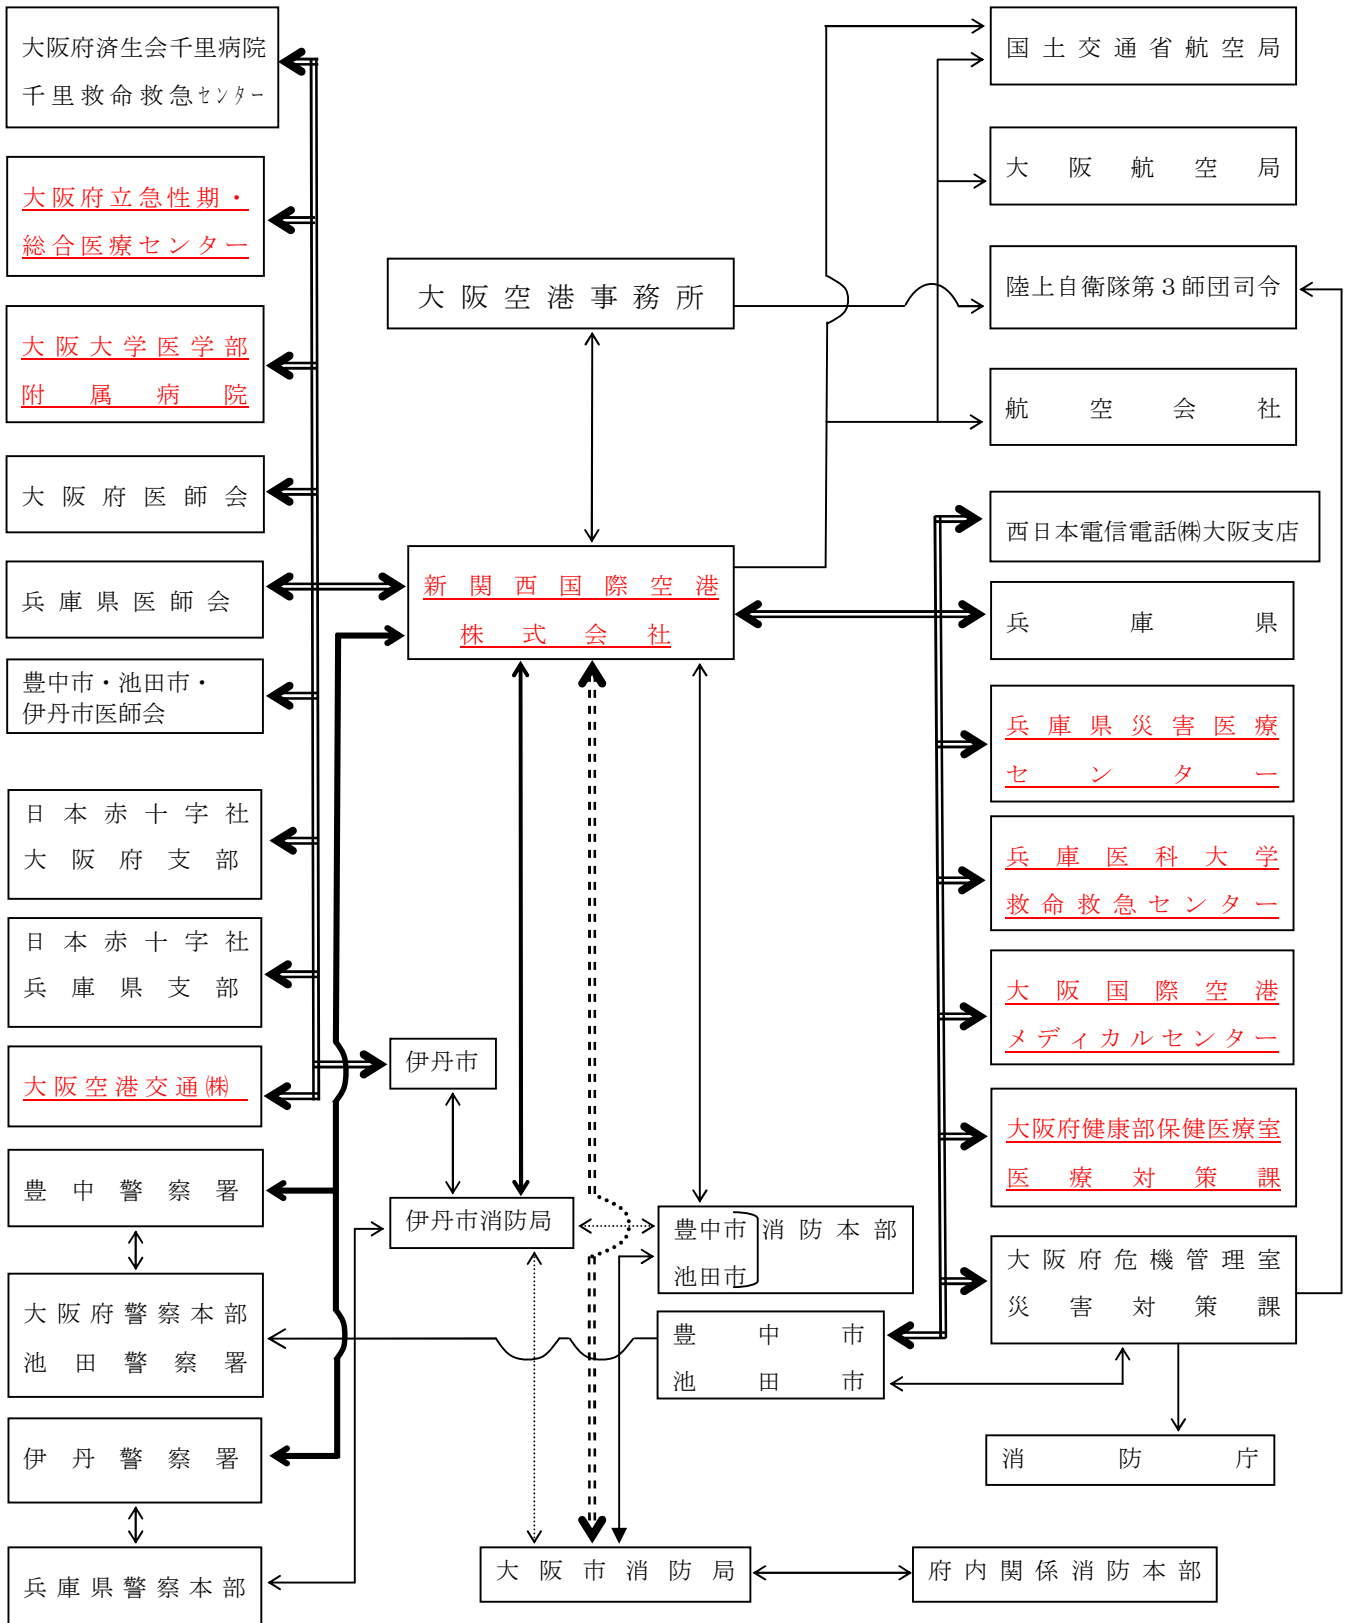 大阪府済生会千里病院
千里救命救急センター
大阪府立急性期・
総合医療センター
大阪大学医学部
附属病院
大阪府医師会
兵庫県医師会
豊中市・池田市・
伊丹市医師会
日本赤十字社
大阪府支部
日本赤十字社
兵庫県支部
大阪空港交通㈱
豊中警察署
大阪府警察本部
池田警察署
伊丹警察署
兵庫県警察本部
大阪空港事務所
新関西国際空港
株式会社
伊丹市
伊丹市消防局
豊中市 消防本部
池田市
豊中市
池田市
大阪市消防局
府内関係消防本部
国土交通省航空局
大阪航空局
陸上自衛隊第３師団司令
航空会社
西日本電信電話㈱大阪支店
兵庫県
兵庫県災害医療
センター
兵庫医科大学
救命救急センター
大阪国際空港
メディカルセンター
大阪府健康部保健医療室
医療対策課
大阪府危機管理室
災害対策課
消防庁